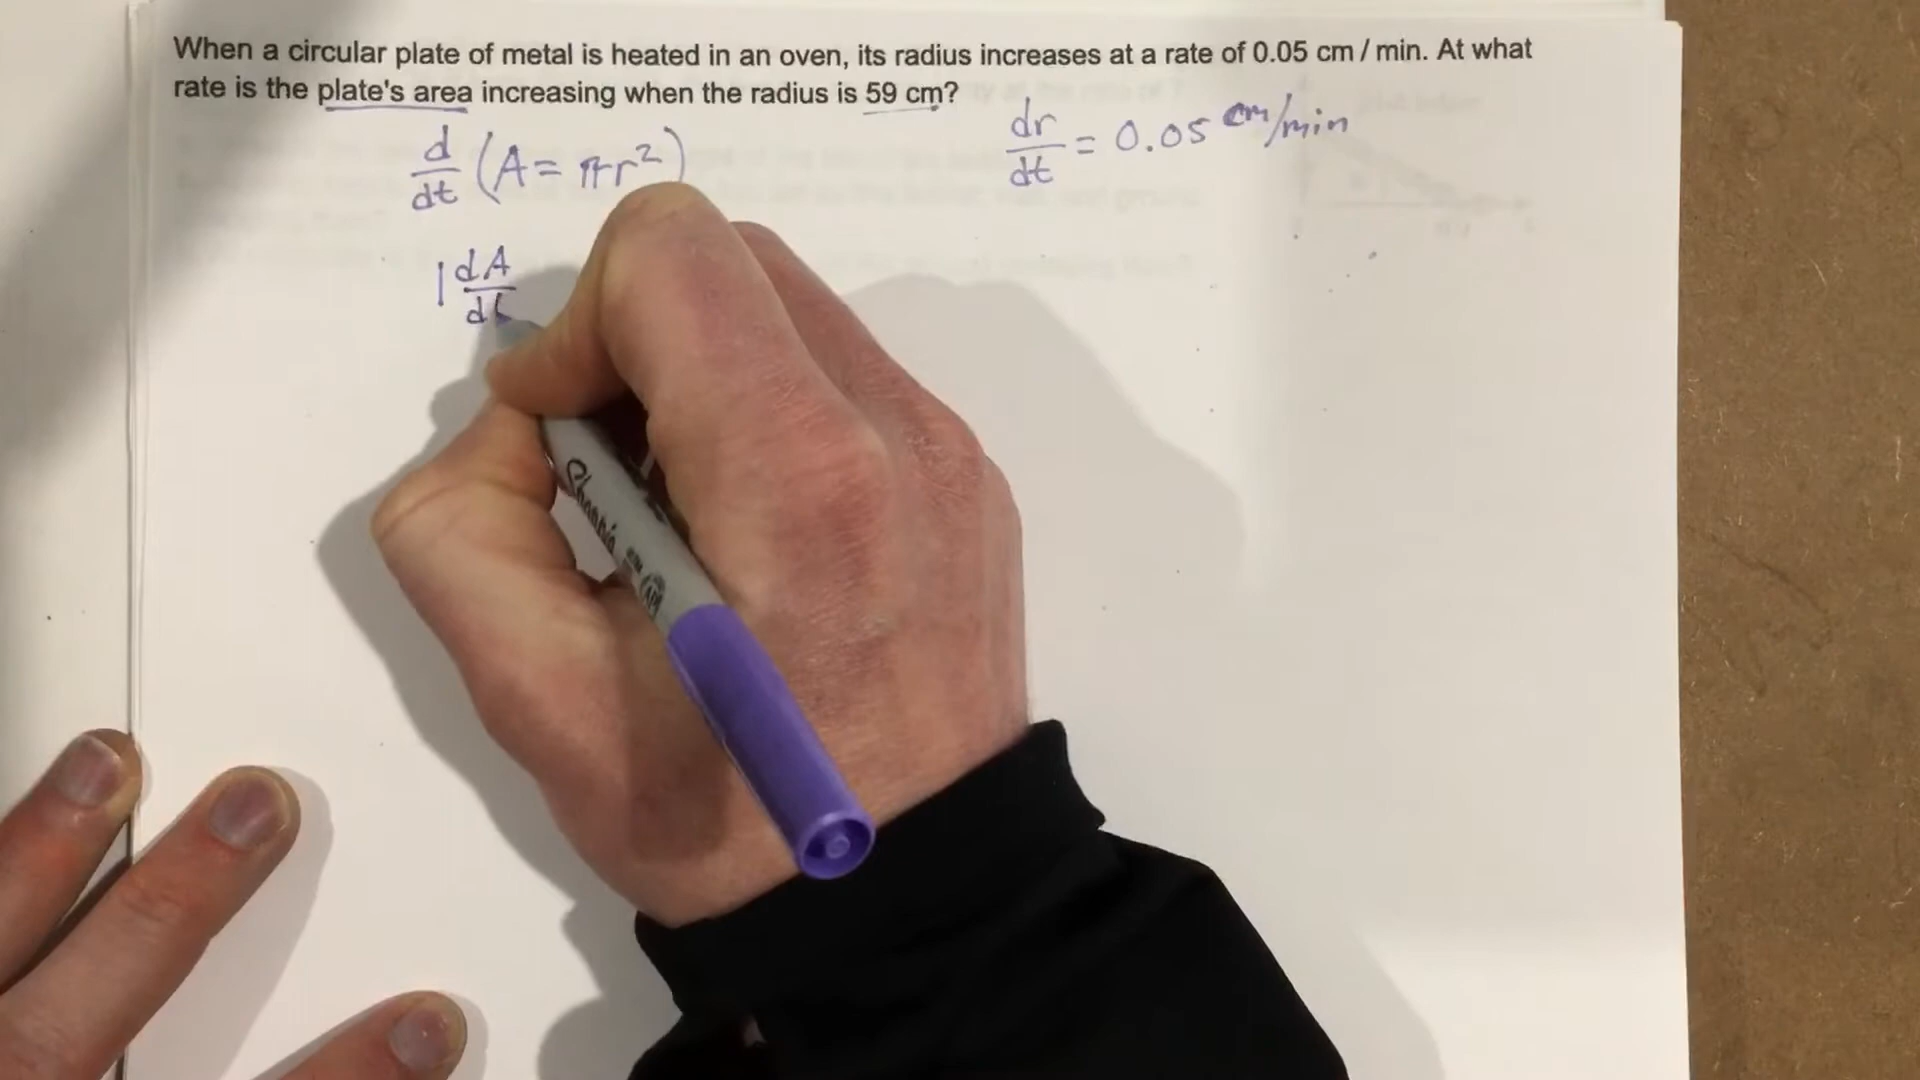 When a circular plate of metal is heated in an oven, its radius increases at a rate of 0.05 cm / min. At what
rate is the plate's area increasing when the radius is 59 cm?
d/dt (A = πr²)
dr/dt = 0.05 cm/min
1 dA/dt
Sharpie